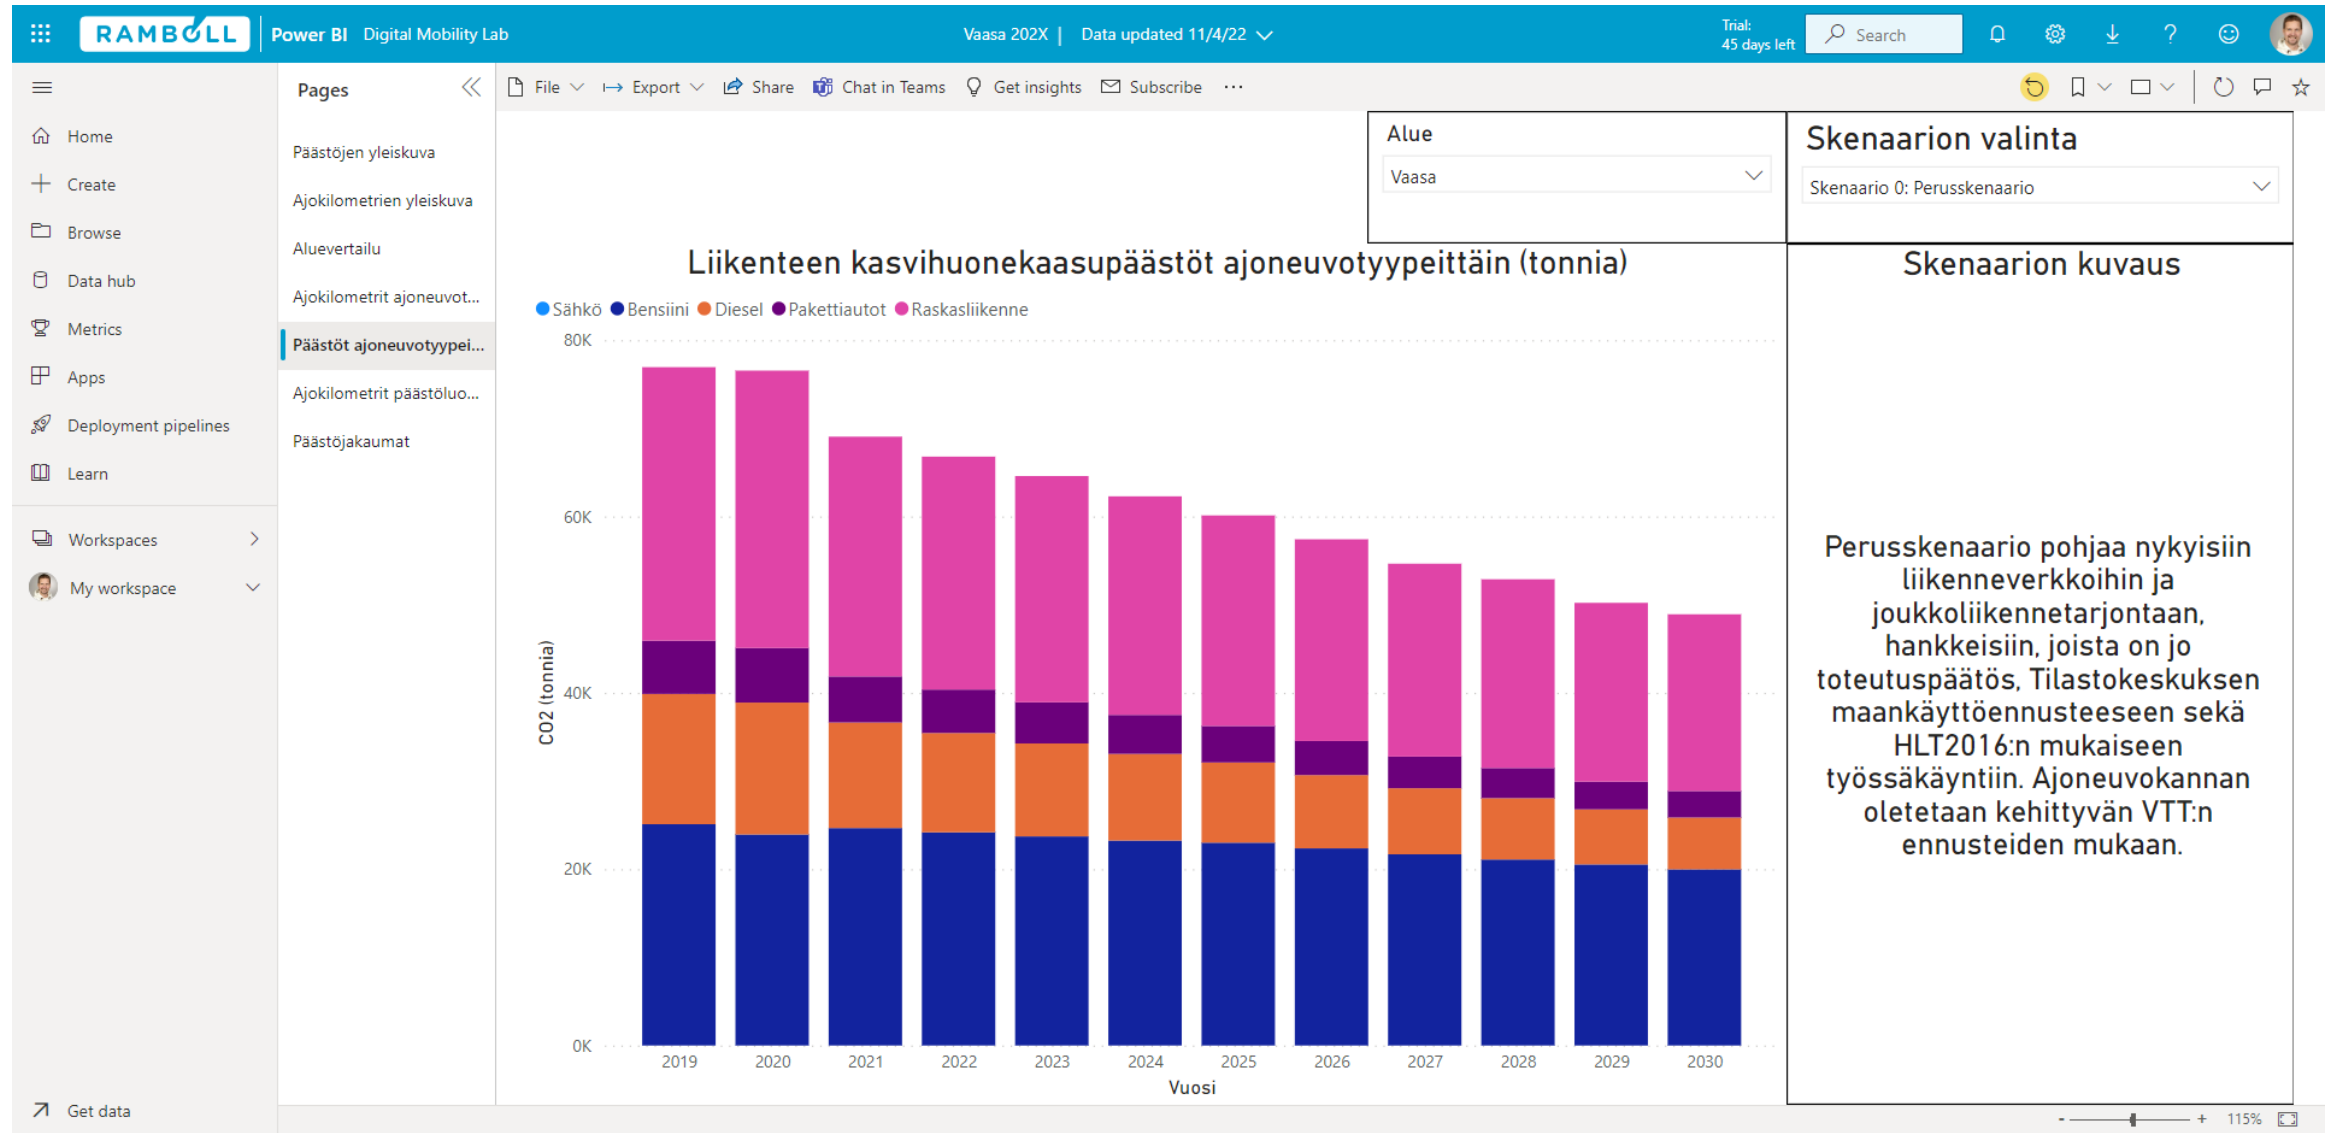 RAMBOLL
Power BI Digital Mobility Lab
Vaasa 202X | Data updated 11/4/22
Trial:
45 days left
Search
Home
Create
Browse
Data hub
Metrics
Apps
Deployment pipelines
Learn
Workspaces
My workspace
Get data
Pages
Päästöjen yleiskuva
Ajokilometrien yleiskuva
Aluevertailu
Ajokilometrit ajoneuvot...
Päästöt ajoneuvotyypei...
Ajokilometrit päästöluo...
Päästöjakaumat
File Export Share Chat in Teams Get insights Subscribe ...
Alue
Vaasa
Skenaarion valinta
Skenaario 0: Perusskenaario
Liikenteen kasvihuonekaasupäästöt ajoneuvotyypeittäin (tonnia)
Sähkö Bensiini Diesel Pakettiautot Raskasliikenne
80K
60K
40K
20K
0K
CO2 (tonnia)
2019 2020 2021 2022 2023 2024 2025 2026 2027 2028 2029 2030
Vuosi
Skenaarion kuvaus
Perusskenaario pohjaa nykyisiin
liikenneverkkoihin ja
joukkoliikennetarjontaan,
hankkeisiin, joista on jo
toteutuspäätös, Tilastokeskuksen
maankäyttöennusteeseen sekä
HLT2016:n mukaiseen
työssäkäyntiin. Ajoneuvokannan
oletetaan kehittyvän VTT:n
ennusteiden mukaan.
- + 115%